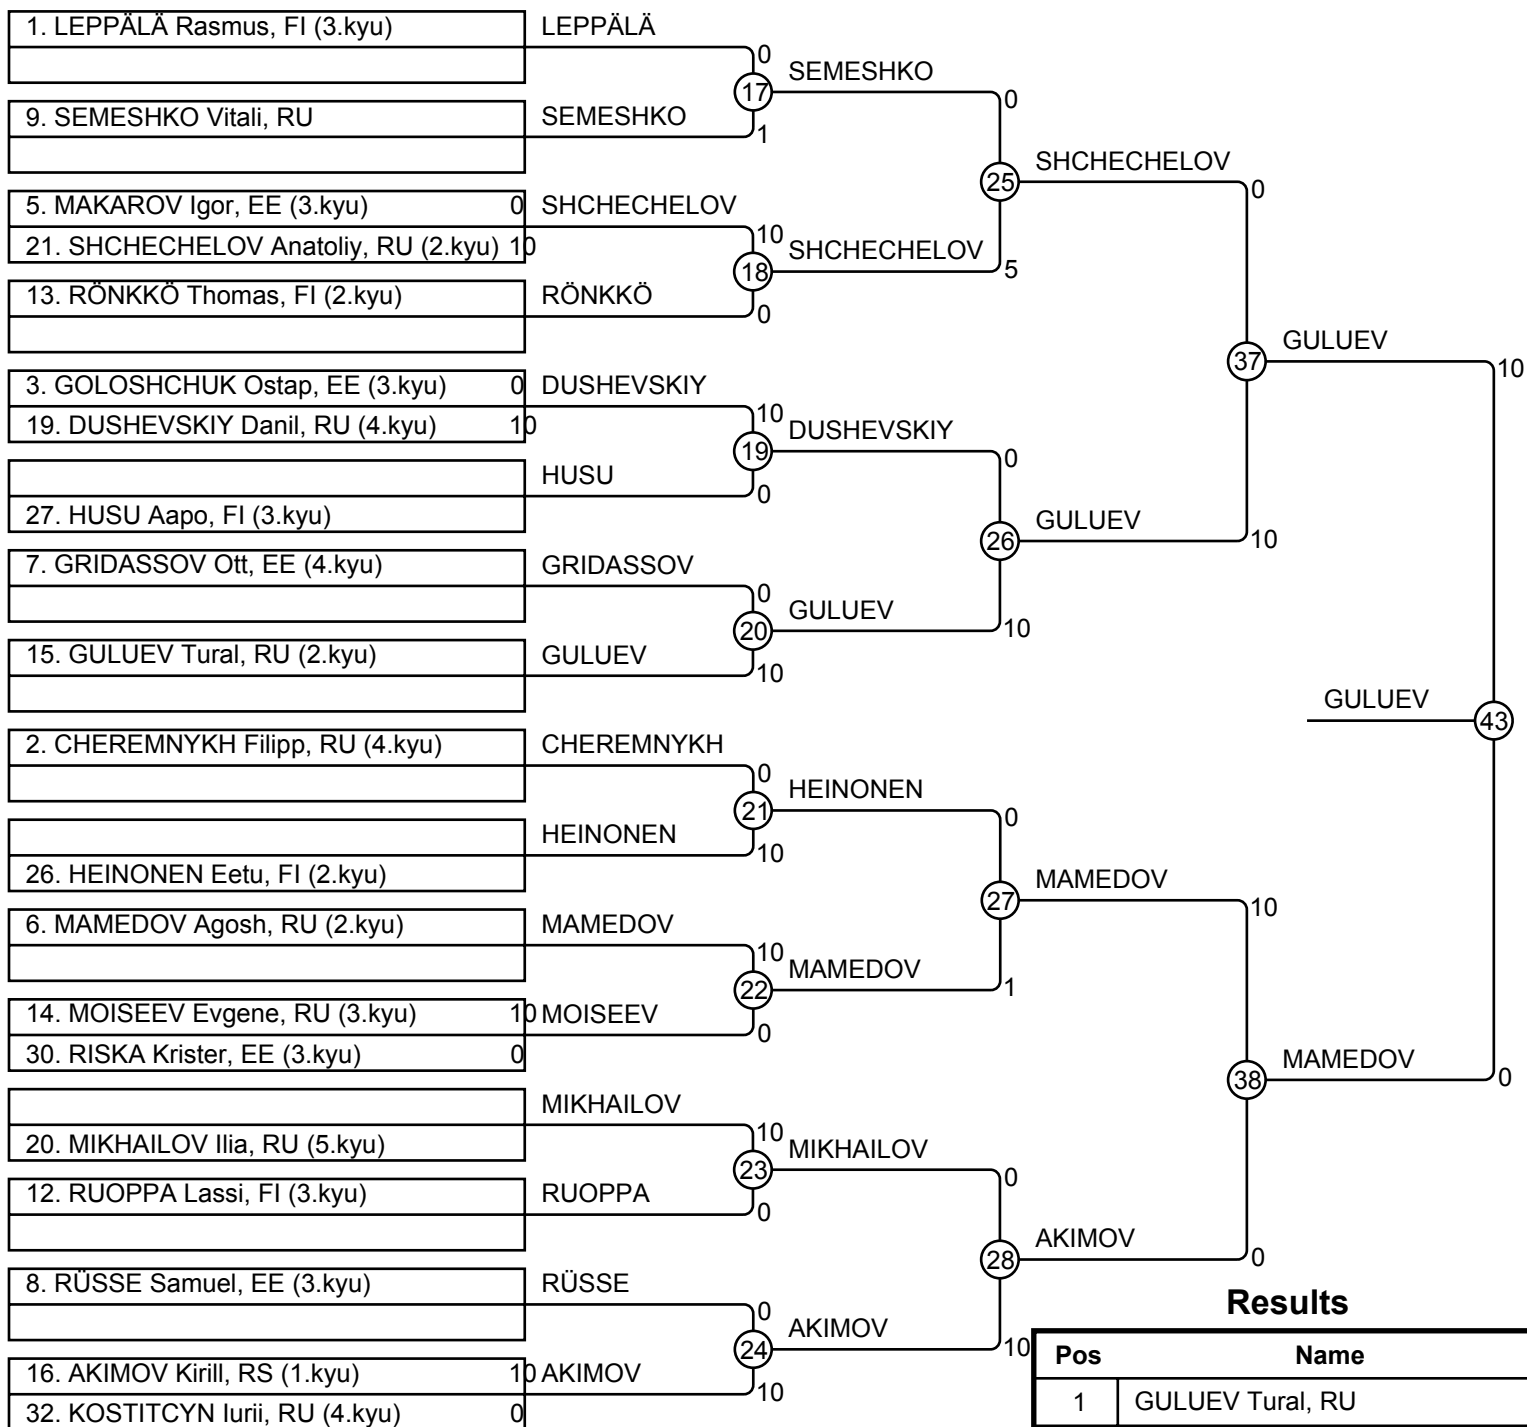 1. LEPPÄLÄ Rasmus, FI (3.kyu)
LEPPÄLÄ
0
17
SEMESHKO
9. SEMESHKO Vitali, RU
SEMESHKO
1
0
25
SHCHECHELOV
5. MAKAROV Igor, EE (3.kyu) 0
SHCHECHELOV
21. SHCHECHELOV Anatoliy, RU (2.kyu) 10
10
18
SHCHECHELOV
5
13. RÖNKKÖ Thomas, FI (2.kyu)
RÖNKKÖ
0
0
37
GULUEV
10
3. GOLOSHCHUK Ostap, EE (3.kyu) 0
DUSHEVSKIY
19. DUSHEVSKIY Danil, RU (4.kyu) 10
10
19
DUSHEVSKIY
0
HUSU
27. HUSU Aapo, FI (3.kyu)
0
26
GULUEV
10
7. GRIDASSOV Ott, EE (4.kyu)
GRIDASSOV
0
20
GULUEV
10
15. GULUEV Tural, RU (2.kyu)
GULUEV
10
GULUEV
43
2. CHEREMNYKH Filipp, RU (4.kyu)
CHEREMNYKH
0
21
HEINONEN
0
HEINONEN
26. HEINONEN Eetu, FI (2.kyu)
10
27
MAMEDOV
10
6. MAMEDOV Agosh, RU (2.kyu)
MAMEDOV
10
22
MAMEDOV
1
14. MOISEEV Evgene, RU (3.kyu) 10
MOISEEV
30. RISKA Krister, EE (3.kyu) 0
0
38
MAMEDOV
0
MIKHAILOV
20. MIKHAILOV Ilia, RU (5.kyu)
10
23
MIKHAILOV
0
12. RUOPPA Lassi, FI (3.kyu)
RUOPPA
0
28
AKIMOV
0
8. RÜSSE Samuel, EE (3.kyu)
RÜSSE
0
24
AKIMOV
10
16. AKIMOV Kirill, RS (1.kyu) 10
AKIMOV
32. KOSTITCYN Iurii, RU (4.kyu) 0
10
Results
Pos Name
1 GULUEV Tural, RU